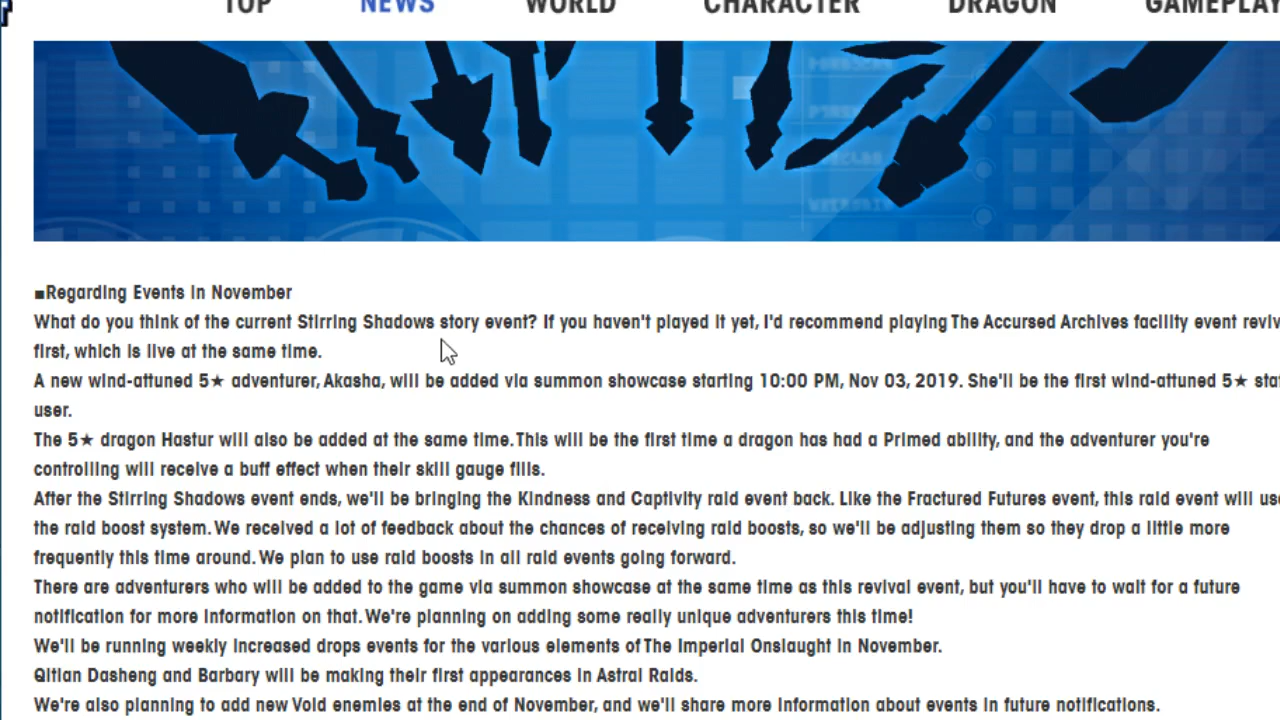 TOP NEWS WORLD CHARACTER DRAGON GAMEPLAY
■Regarding Events in November
What do you think of the current Stirring Shadows story event? If you haven't played it yet, I'd recommend playing The Accursed Archives facility event
first, which is live at the same time.
A new wind-attuned 5★ adventurer, Akasha, will be added via summon showcase starting 10:00 PM, Nov 03, 2019. She'll be the first wind-attuned 5★
user.
The 5★ dragon Hastur will also be added at the same time. This will be the first time a dragon has had a Primed ability, and the adventurer you're
controlling will receive a buff effect when their skill gauge fills.
After the Stirring Shadows event ends, we'll be bringing the Kindness and Captivity raid event back. Like the Fractured Futures event, this raid event will
the raid boost system. We received a lot of feedback about the chances of receiving raid boosts, so we'll be adjusting them so they drop a little more
frequently this time around. We plan to use raid boosts in all raid events going forward.
There are adventurers who will be added to the game via summon showcase at the same time as this revival event, but you'll have to wait for a future
notification for more information on that. We're planning on adding some really unique adventurers this time!
We'll be running weekly increased drops events for the various elements of The Imperial Onslaught in November.
Qitian Dasheng and Barbary will be making their first appearances in Astral Raids.
We're also planning to add new Void enemies at the end of November, and we'll share more information about events in future notifications.